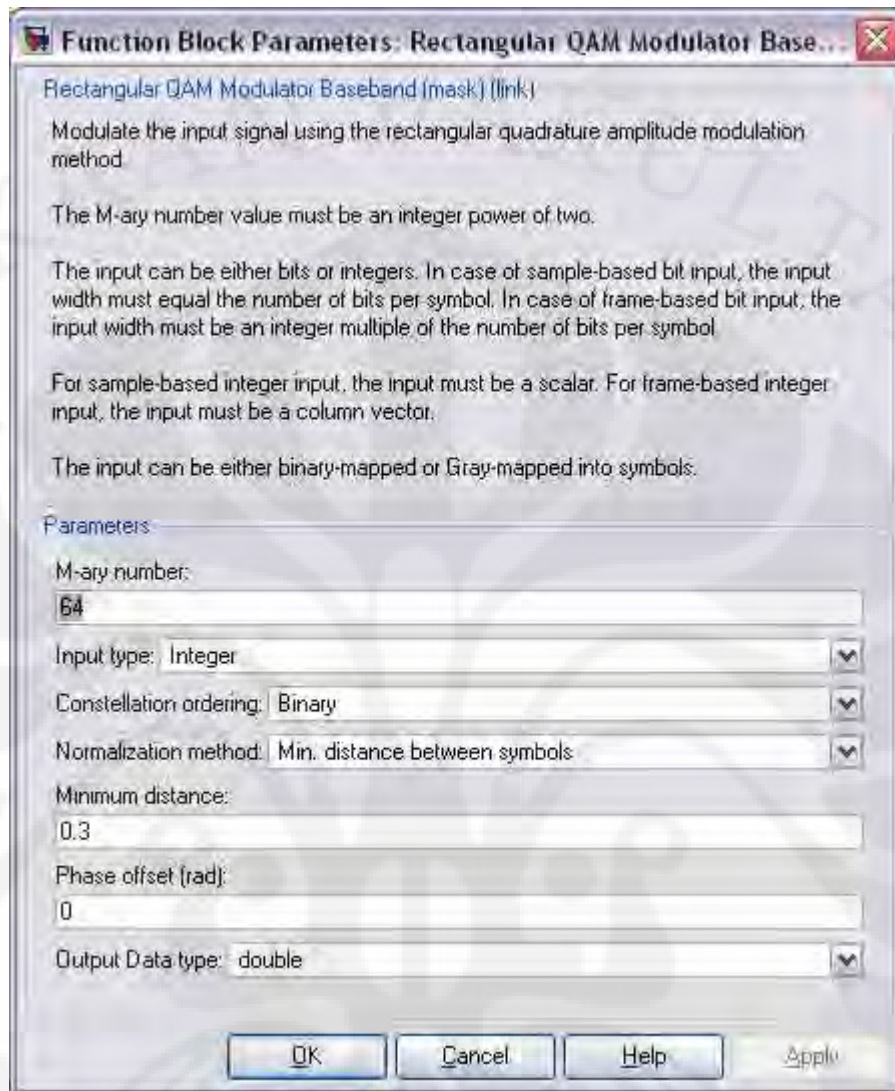 Function Block Parameters: Rectangular QAM Modulator Base...
Rectangular QAM Modulator Baseband (mask) (link)
Modulate the input signal using the rectangular quadrature amplitude modulation
method.
The M-ary number value must be an integer power of two.
The input can be either bits or integers. In case of sample-based bit input, the input
width must equal the number of bits per symbol. In case of frame-based bit input, the
input width must be an integer multiple of the number of bits per symbol.
For sample-based integer input, the input must be a scalar. For frame-based integer
input, the input must be a column vector.
The input can be either binary-mapped or Gray-mapped into symbols.
Parameters
M-ary number:
64
Input type: Integer
Constellation ordering: Binary
Normalization method: Min. distance between symbols
Minimum distance:
0.3
Phase offset (rad):
0
Output Data type: double
OK Cancel Help Apply